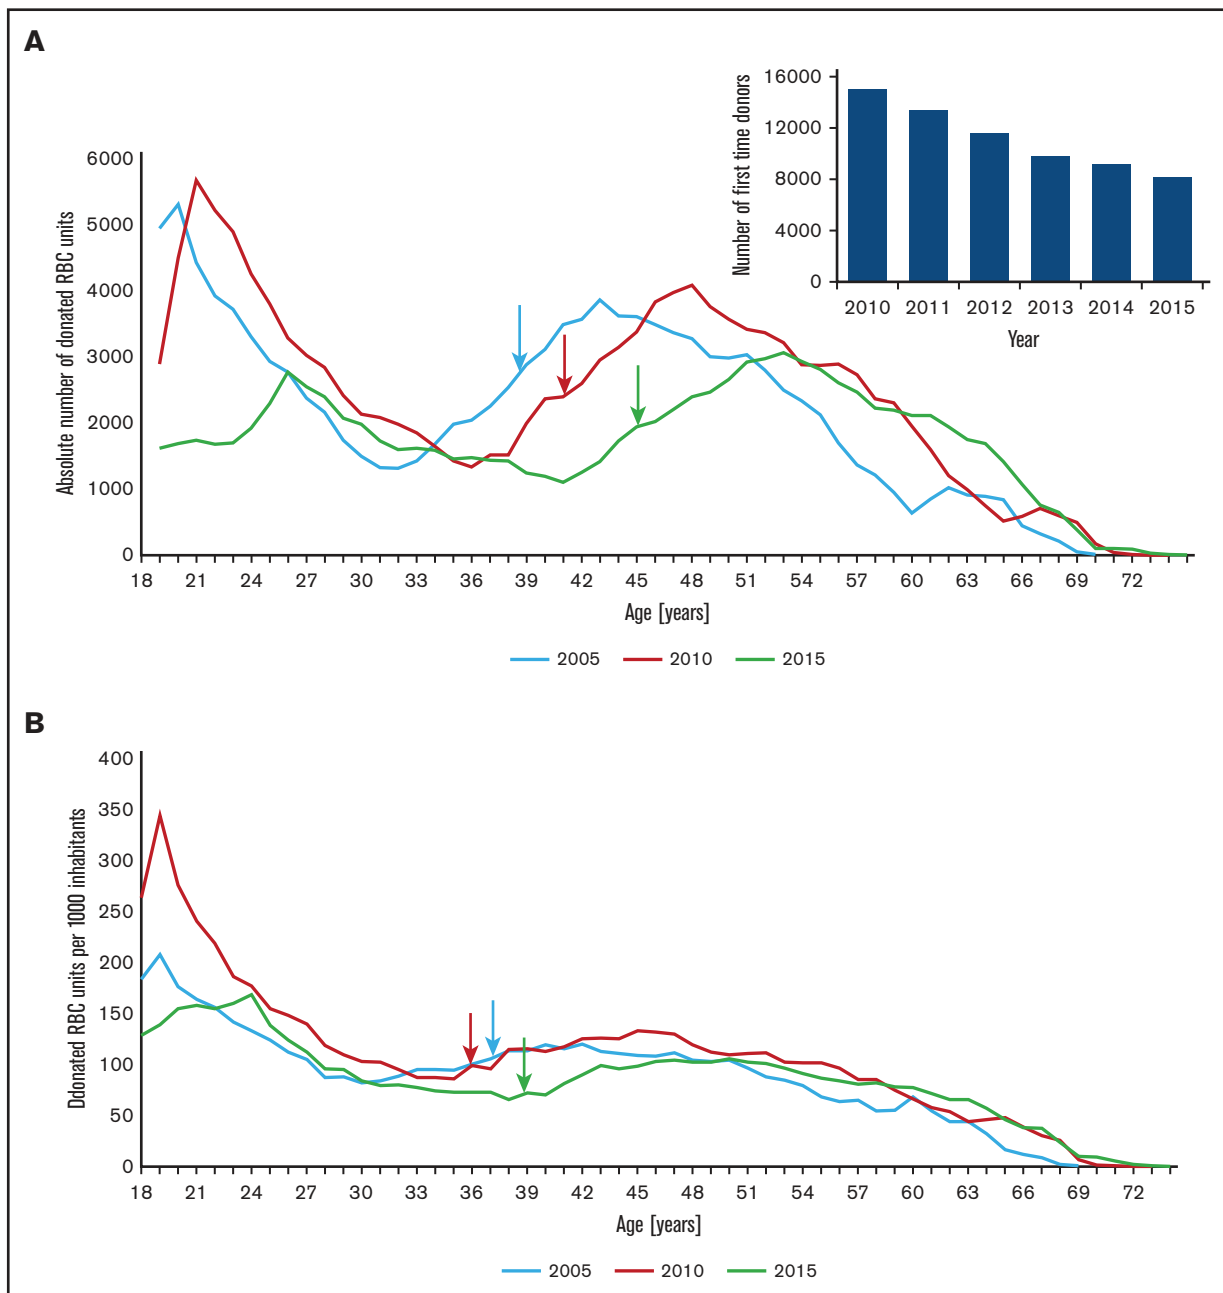 A
Number of first time donors
16000
12000
8000
4000
0
2010 2011 2012 2013 2014 2015
Year
Absolute number of donated RBC units
6000
5000
4000
3000
2000
1000
0
18 21 24 27 30 33 36 39 42 45 48 51 54 57 60 63 66 69 72
Age [years]
2005 2010 2015
B
Ddonated RBC units per 1000 inhabitants
400
350
300
250
200
150
100
50
0
18 21 24 27 30 33 36 39 42 45 48 51 54 57 60 63 66 69 72
Age [years]
2005 2010 2015